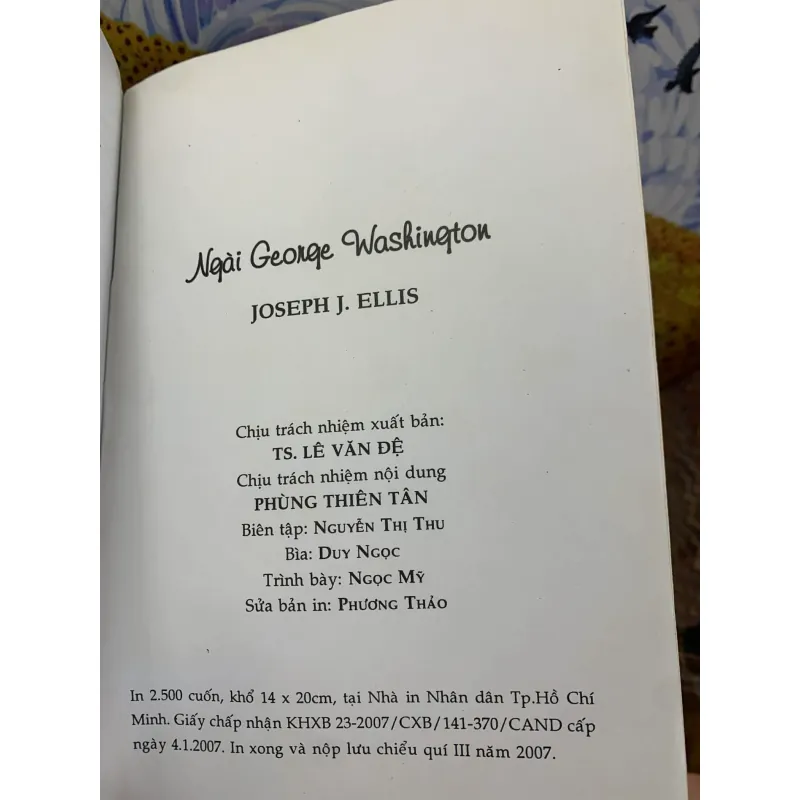 Ngài George Washington
JOSEPH J. ELLIS
Chịu trách nhiệm xuất bản:
TS. LÊ VĂN ĐỆ
Chịu trách nhiệm nội dung
PHÙNG THIÊN TÂN
Biên tập: NGUYỄN THỊ THU
Bìa: DUY NGỌC
Trình bày: NGỌC MỸ
Sửa bản in: PHƯƠNG THẢO
In 2.500 cuốn, khổ 14 x 20cm, tại Nhà in Nhân dân Tp.Hồ Chí
Minh. Giấy chấp nhận KHXB 23-2007/CXB/141-370/CAND cấp
ngày 4.1.2007. In xong và nộp lưu chiểu quí III năm 2007.